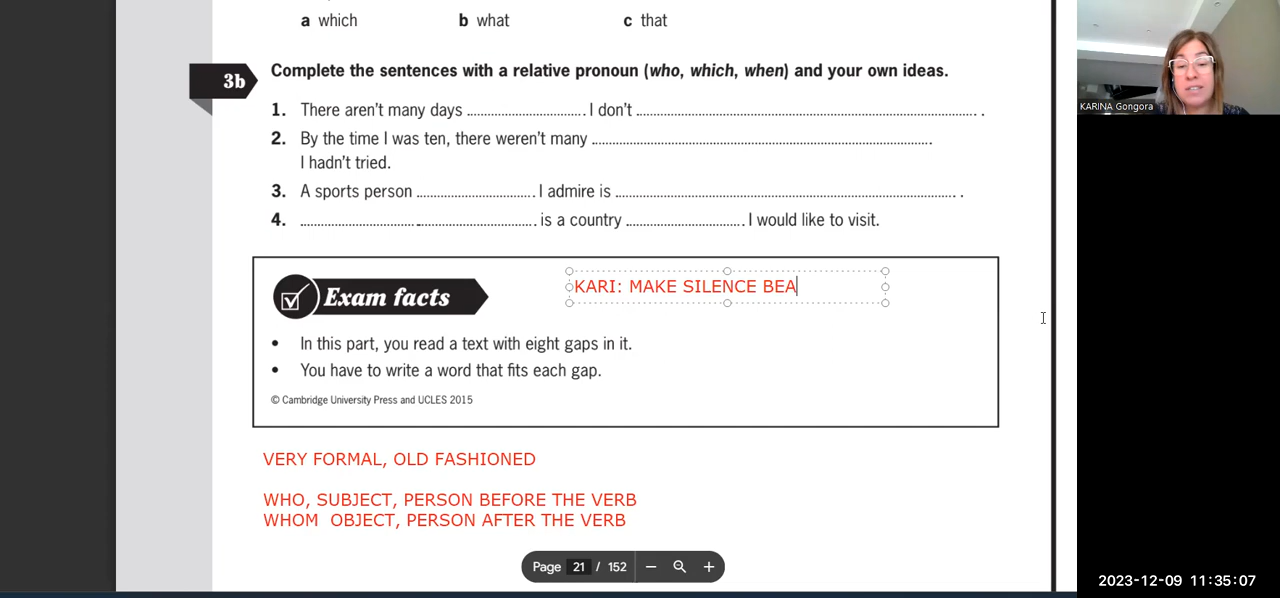 a which b what c that
3b Complete the sentences with a relative pronoun (who, which, when) and your own ideas.
1. There aren't many days .............................. I don't ............................................................ .
2. By the time I was ten, there weren't many ............................................................
I hadn't tried.
3. A sports person .............................. I admire is ............................................................ .
4. ............................................................ is a country .............................. I would like to visit.
Exam facts
KARI: MAKE SILENCE BEA
• In this part, you read a text with eight gaps in it.
• You have to write a word that fits each gap.
© Cambridge University Press and UCLES 2015
VERY FORMAL, OLD FASHIONED
WHO, SUBJECT, PERSON BEFORE THE VERB
WHOM OBJECT, PERSON AFTER THE VERB
Page 21 / 152
KARINA Gongora
2023-12-09 11:35:07